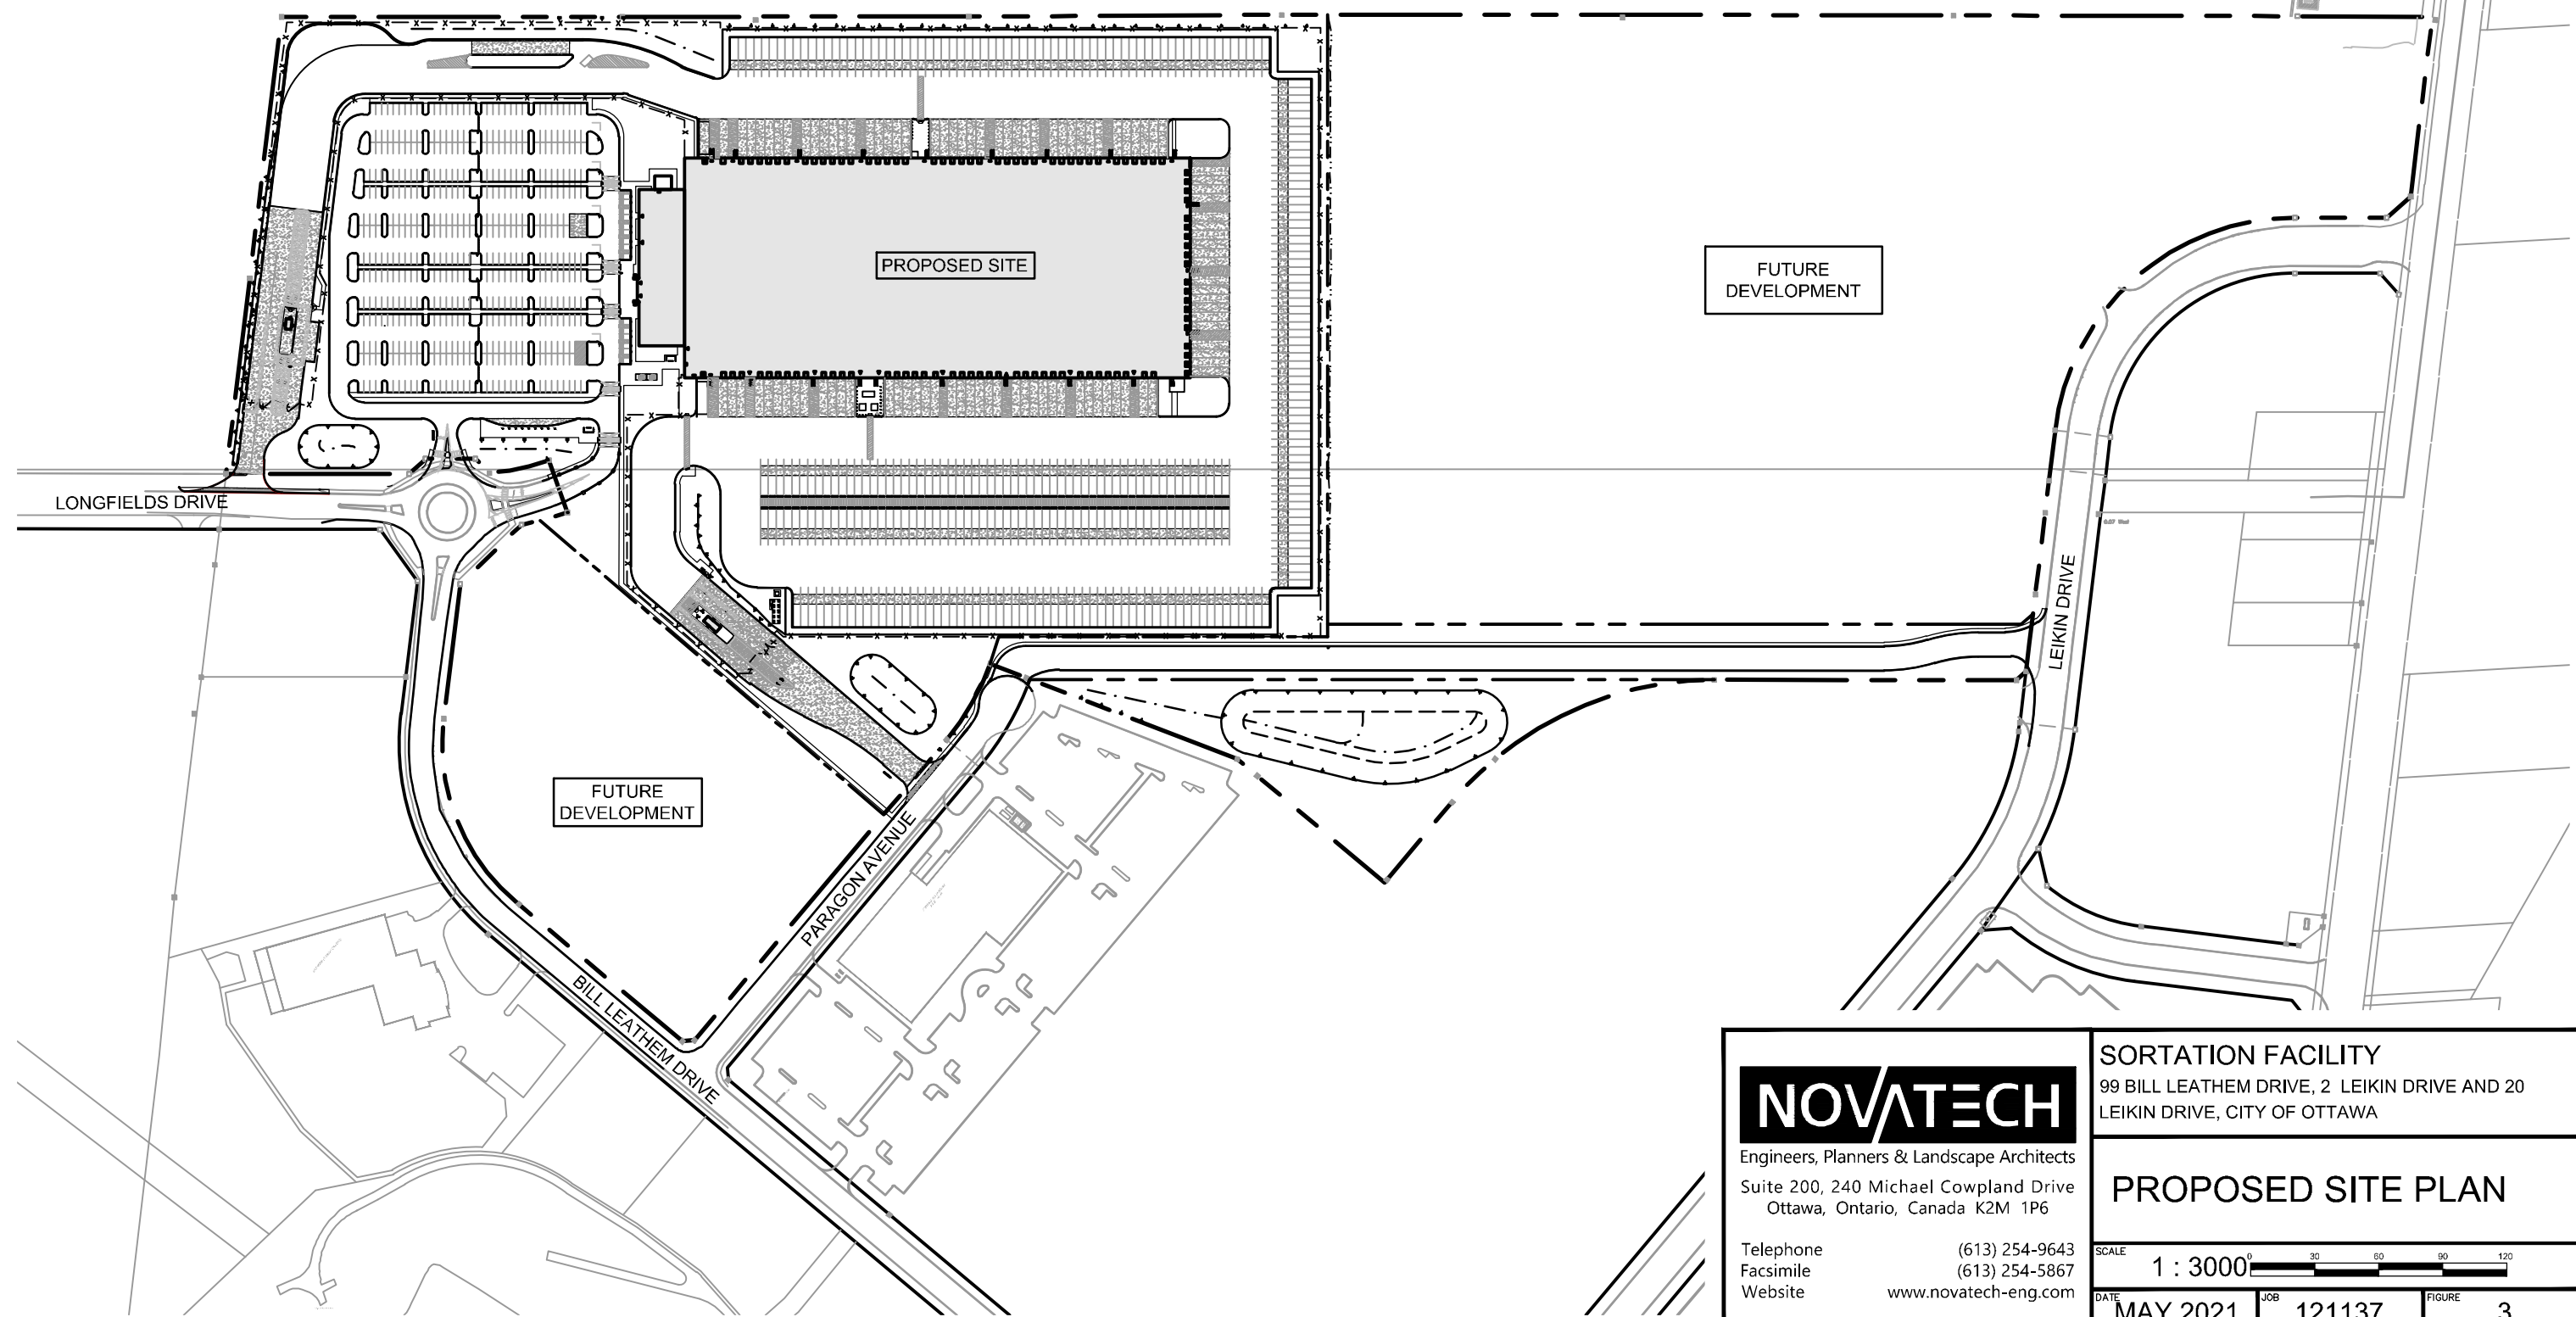 PROPOSED SITE
FUTURE
DEVELOPMENT
LONGFIELDS DRIVE
LEIKIN DRIVE
FUTURE
DEVELOPMENT
PARAGON AVENUE
BILL LEATHEM DRIVE
NOVATECH
Engineers, Planners & Landscape Architects
Suite 200, 240 Michael Cowpland Drive
Ottawa, Ontario, Canada K2M 1P6
Telephone (613) 254-9643
Facsimile (613) 254-5867
Website www.novatech-eng.com
SORTATION FACILITY
99 BILL LEATHEM DRIVE, 2 LEIKIN DRIVE AND 20
LEIKIN DRIVE, CITY OF OTTAWA
PROPOSED SITE PLAN
SCALE
1 : 3000
0 30 60 90 120
DATE MAY 2021
JOB 121137
FIGURE 3